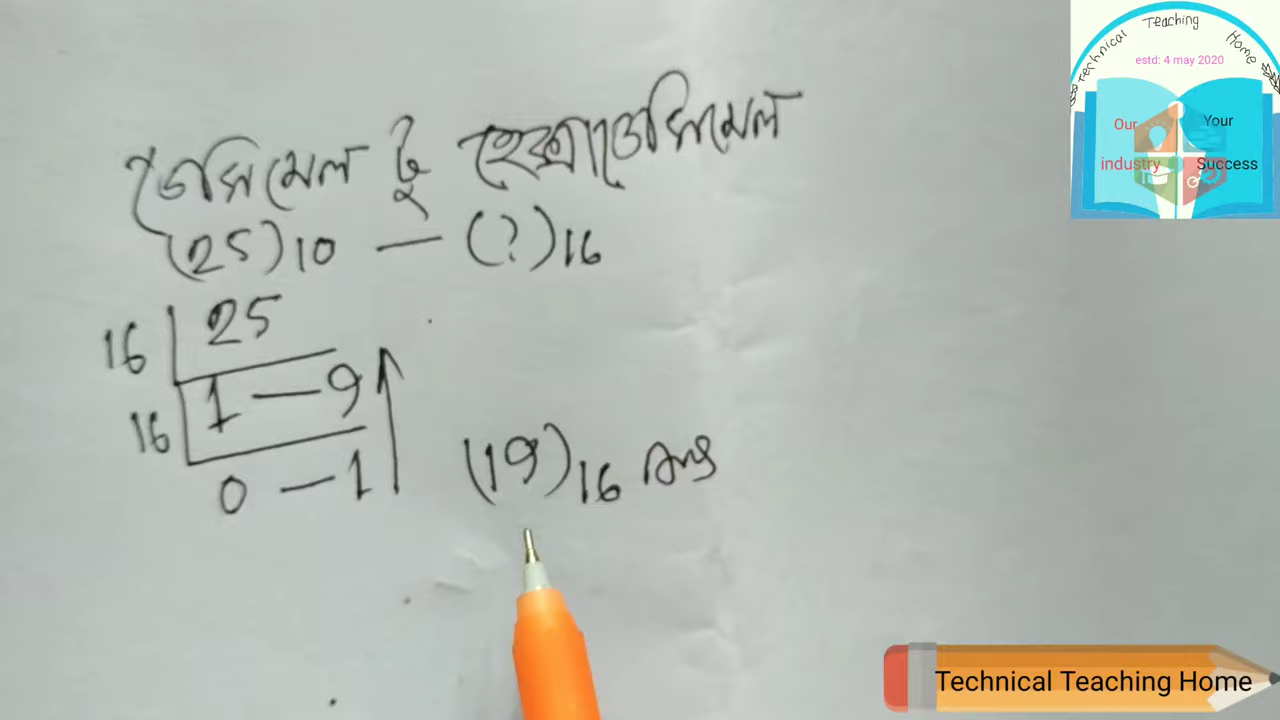 Technical Teaching Home
estd: 4 may 2020
Our Your
industry Success
ডেসিমেল টু হেক্সাডেসিমেল
(25)10 — (?)16
16 25
16 1 — 9
0 — 1
(19)16 Ans
Technical Teaching Home